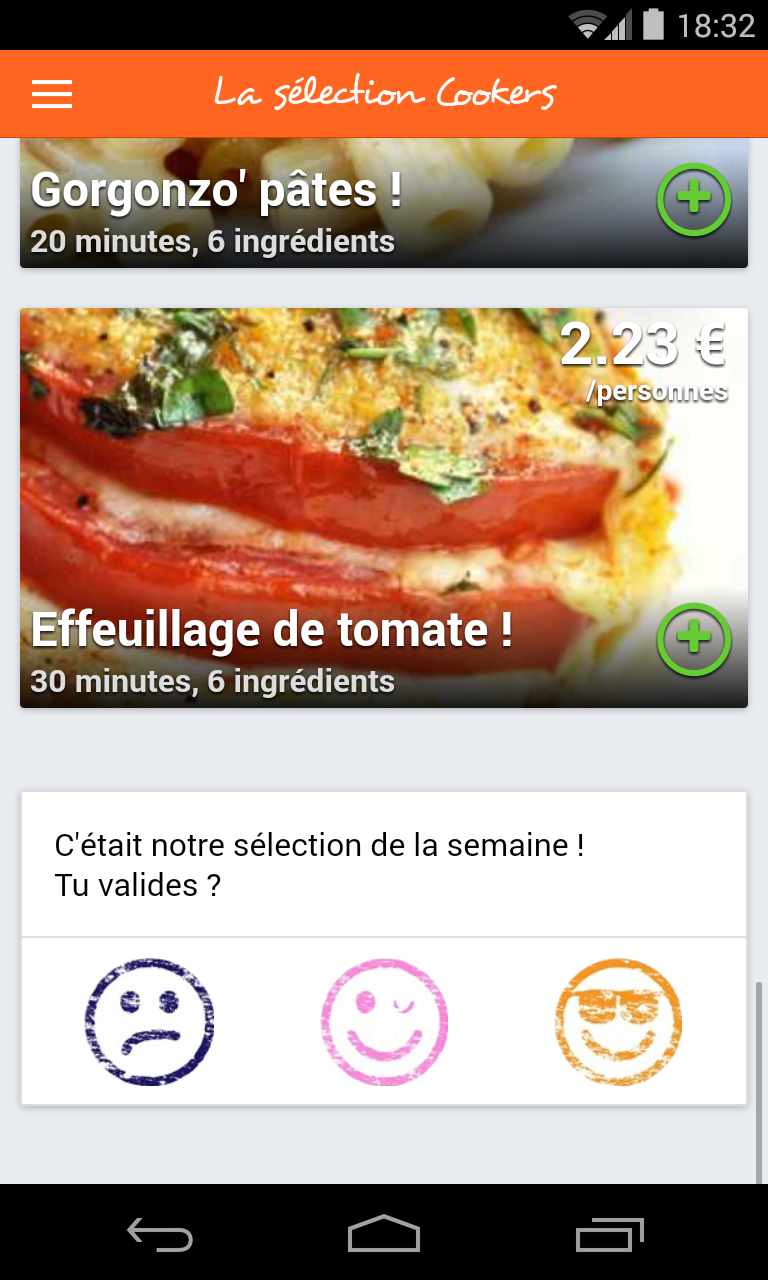 18:32
La sélection Cookers
Gorgonzo' pâtes !
20 minutes, 6 ingrédients
2.23 €
/personnes
Effeuillage de tomate !
30 minutes, 6 ingrédients
C'était notre sélection de la semaine !
Tu valides ?